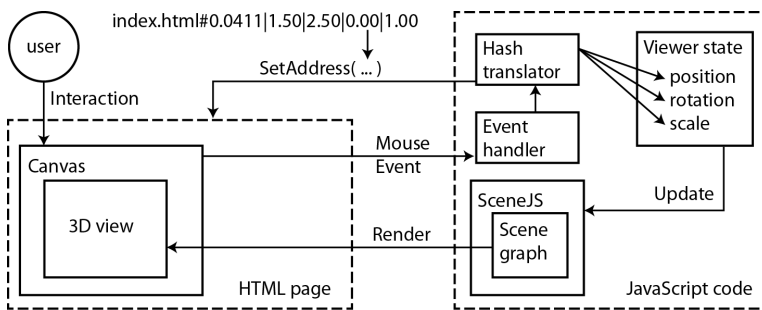 index.html#0.0411|1.50|2.50|0.00|1.00
user
SetAddress( ... )
Interaction
Hash
translator
Viewer state
position
rotation
scale
Event
handler
Mouse
Event
Canvas
3D view
HTML page
Render
SceneJS
Scene
graph
Update
JavaScript code